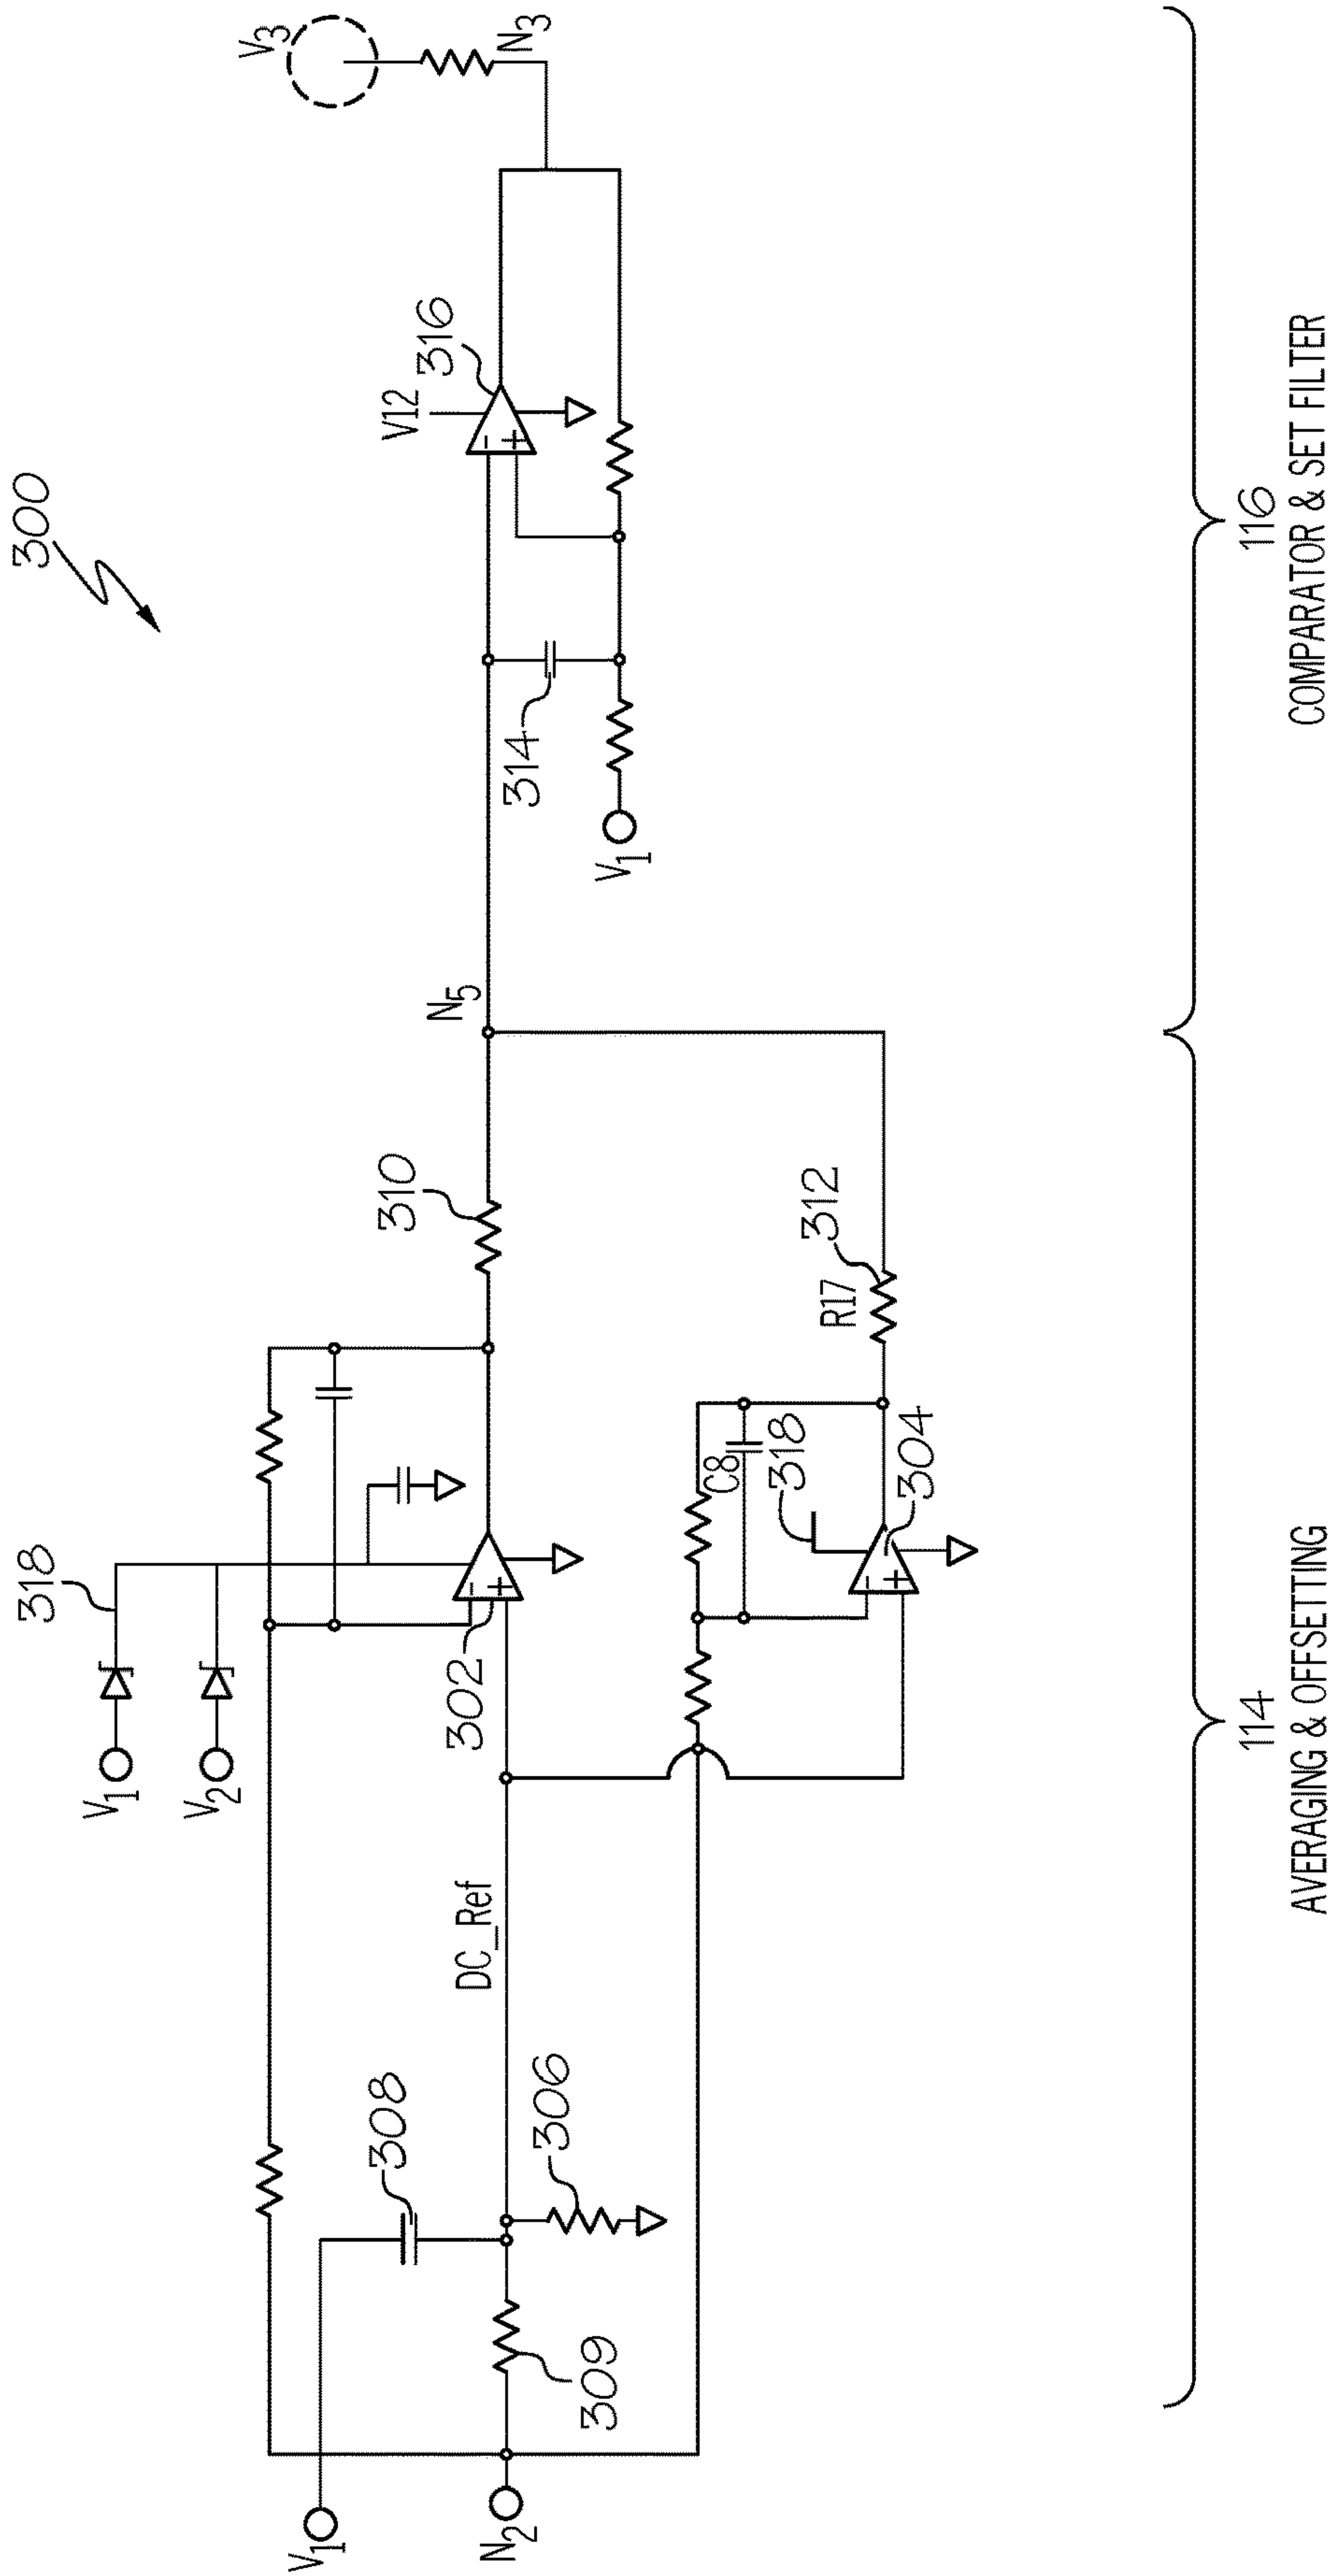 300
V1
318
V2
V1
308
N2
309
306
DC_Ref
302
-
+
310
N5
C8
318
304
-
+
R17
312
V1
314
V12
316
-
+
V3
N3
114
AVERAGING & OFFSETTING
116
COMPARATOR & SET FILTER